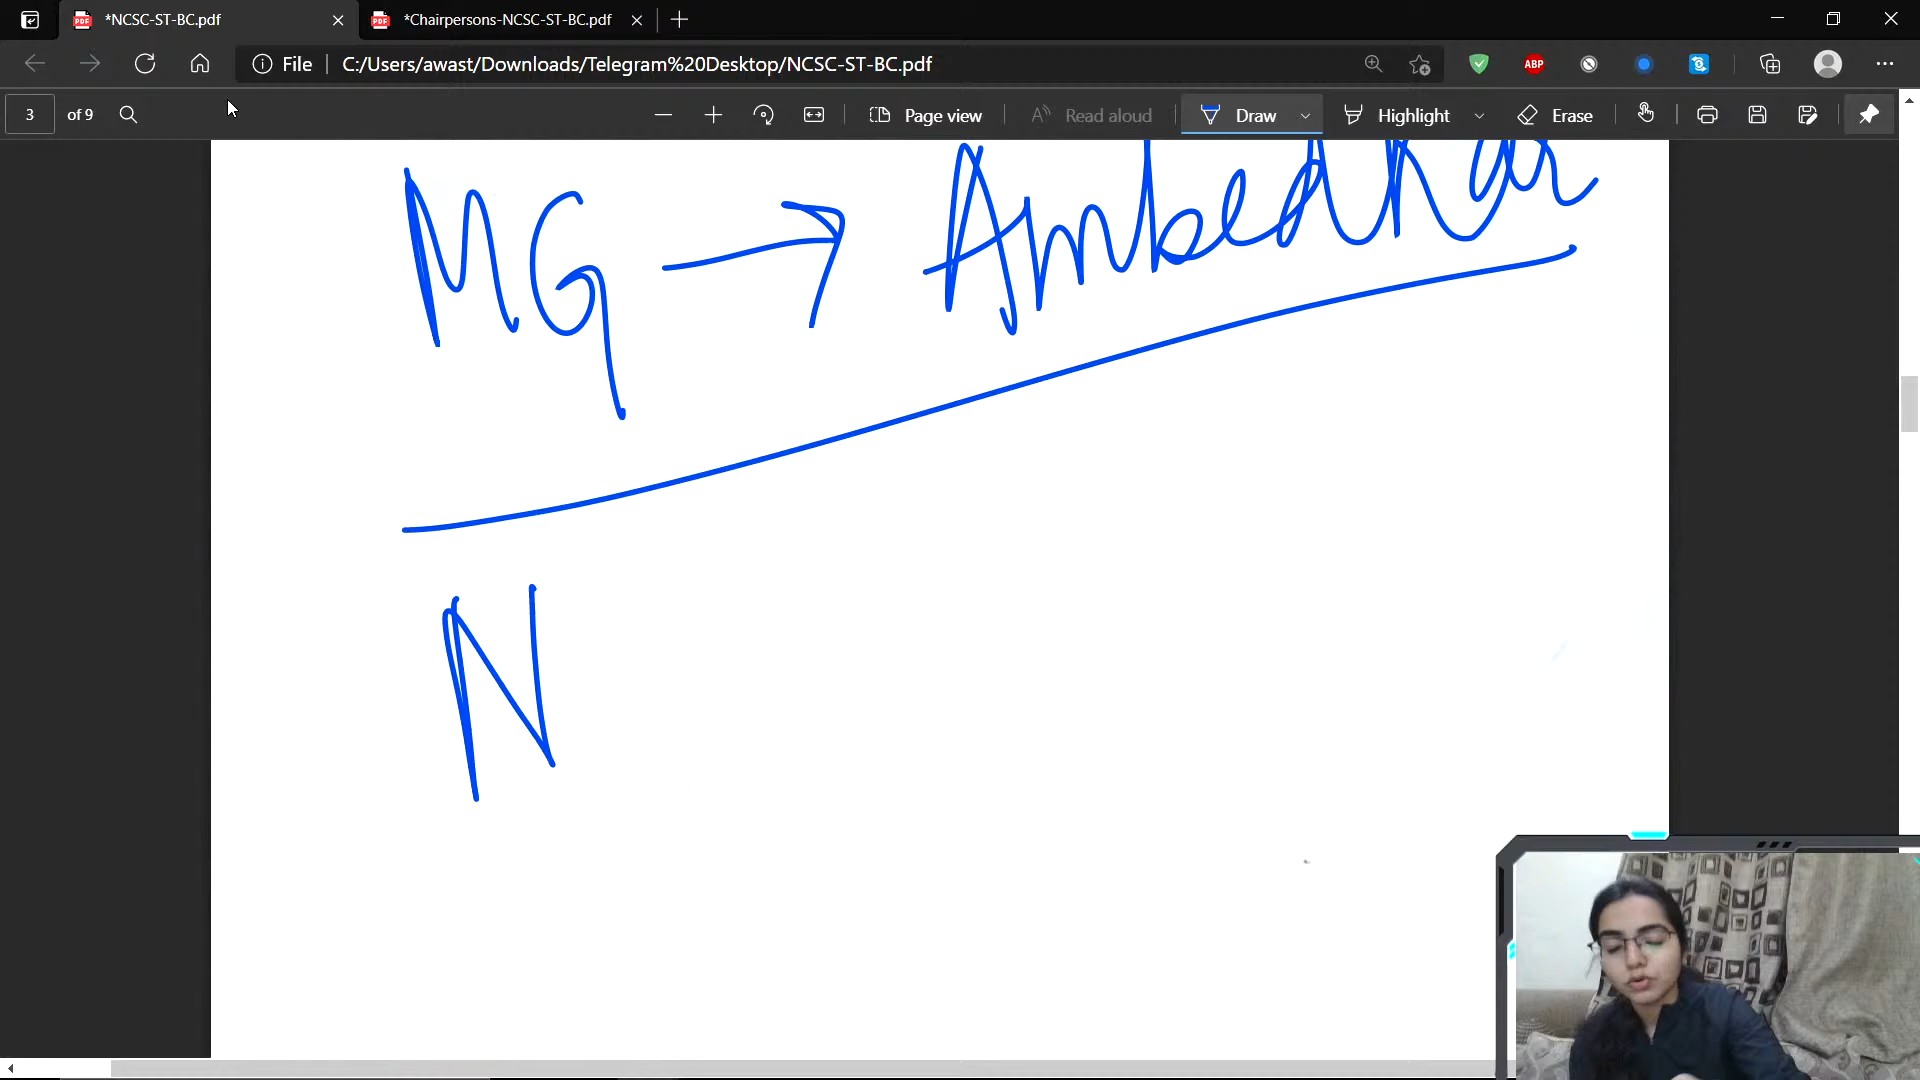 *NCSC-ST-BC.pdf
*Chairpersons-NCSC-ST-BC.pdf
File
C:/Users/awast/Downloads/Telegram%20Desktop/NCSC-ST-BC.pdf
ABP
3 of 9
Page view
Read aloud
Draw
Highlight
Erase
MG → Ambedkar
N